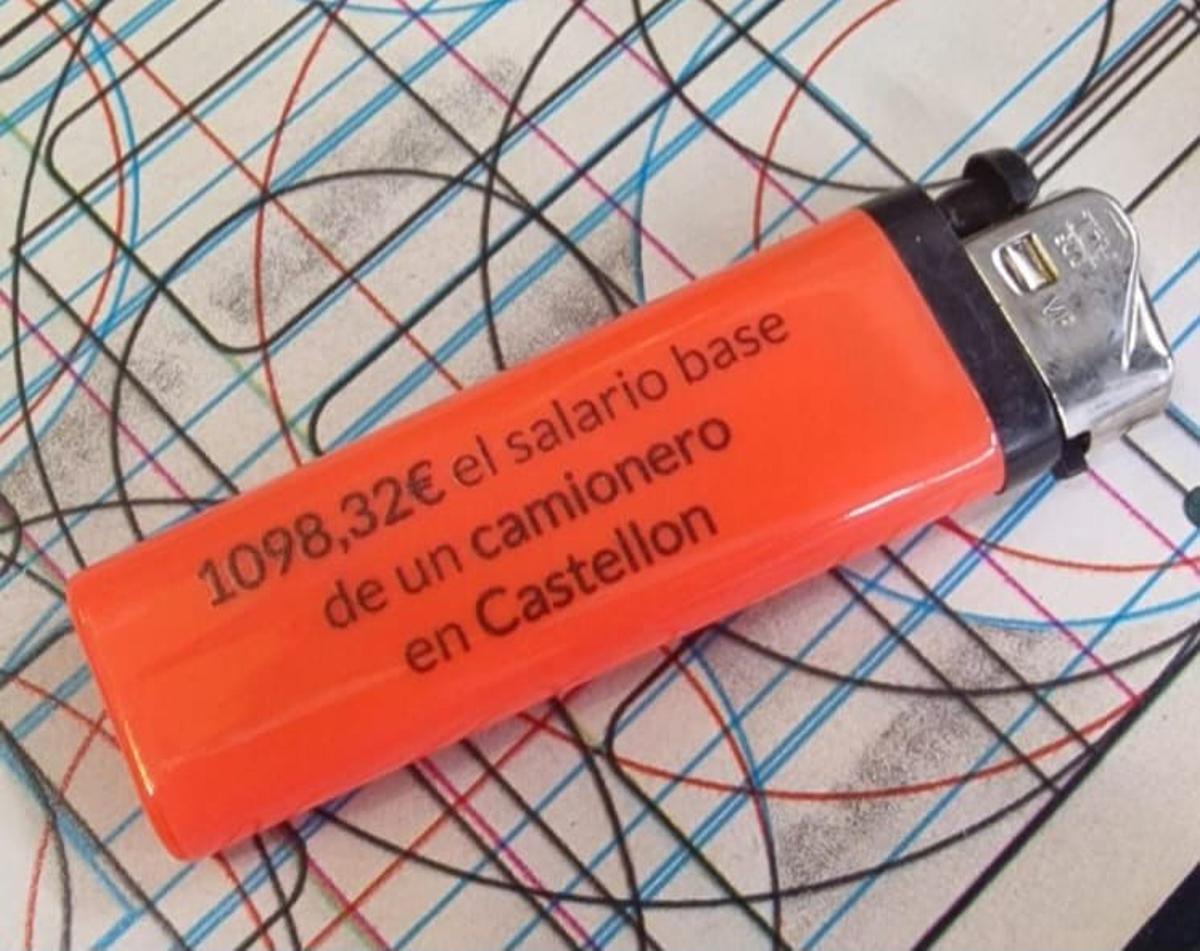 1098,32€ el salario base
de un camionero
en Castellon